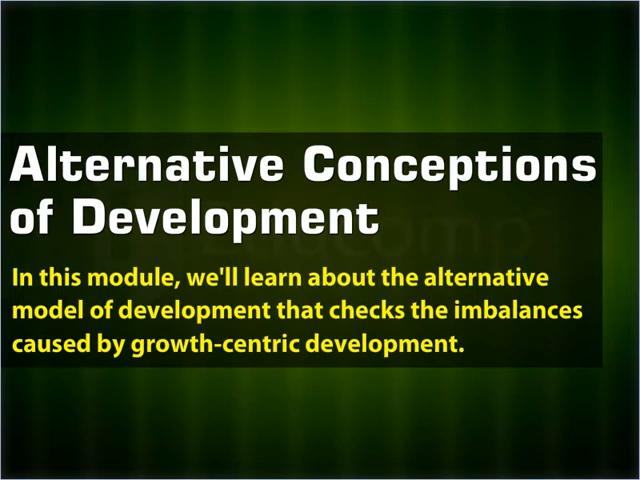 Alternative Conceptions
of Development
In this module, we'll learn about the alternative
model of development that checks the imbalances
caused by growth-centric development.